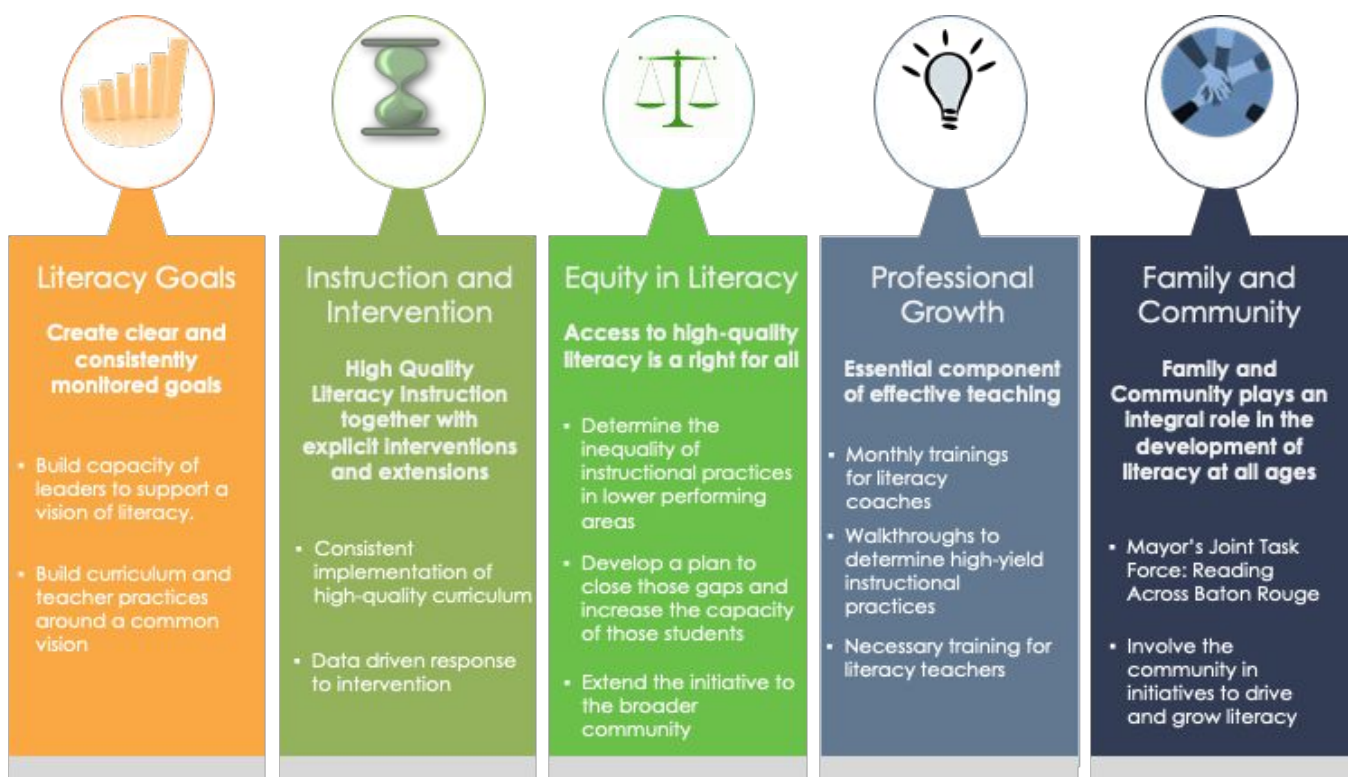 Literacy Goals
Create clear and
consistently
monitored goals
▪ Build capacity of
leaders to support a
vision of literacy.
▪ Build curriculum and
teacher practices
around a common
vision
Instruction and
Intervention
High Quality
Literacy Instruction
together with
explicit interventions
and extensions
▪ Consistent
implementation of
high-quality curriculum
▪ Data driven response
to intervention
Equity in Literacy
Access to high-quality
literacy is a right for all
▪ Determine the
inequality of
instructional practices
in lower performing
areas
▪ Develop a plan to
close those gaps and
increase the capacity
of those students
▪ Extend the initiative to
the broader
community
Professional
Growth
Essential component
of effective teaching
▪ Monthly trainings
for literacy
coaches
▪ Walkthroughs to
determine high-yield
instructional
practices
▪ Necessary training for
literacy teachers
Family and
Community
Family and
Community plays an
integral role in the
development of
literacy at all ages
▪ Mayor's Joint Task
Force: Reading
Across Baton Rouge
▪ Involve the
community in
initiatives to drive
and grow literacy